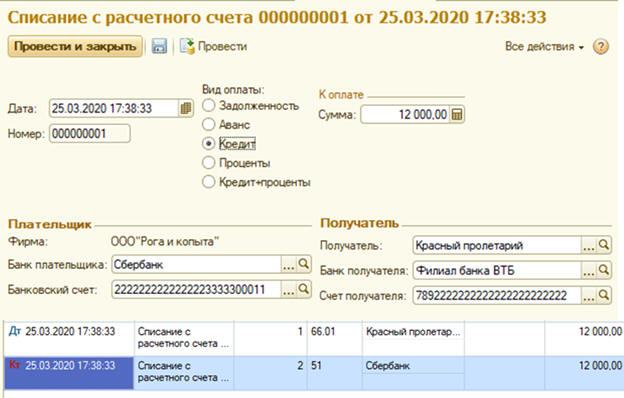 Списание с расчетного счета 000000001 от 25.03.2020 17:38:33
Провести и закрыть Провести Все действия ?
Вид оплаты:
К оплате
Дата: 25.03.2020 17:38:33
Задолженность
Сумма: 12 000,00
Номер: 000000001
Аванс
Кредит
Проценты
Кредит+проценты
Плательщик Получатель
Фирма: ООО"Рога и копыта" Получатель: Красный пролетарий ...
Банк плательщика: Сбербанк ... Банк получателя: Филиал банка ВТБ ...
Банковский счет: ... Счет получателя: ...
Дт 25.03.2020 17:38:33 Списание с 1 66.01 Красный пролетар... 12 000,00
расчетного счета ...
Кт 25.03.2020 17:38:33 Списание с 2 51 Сбербанк 12 000,00
расчетного счета ...